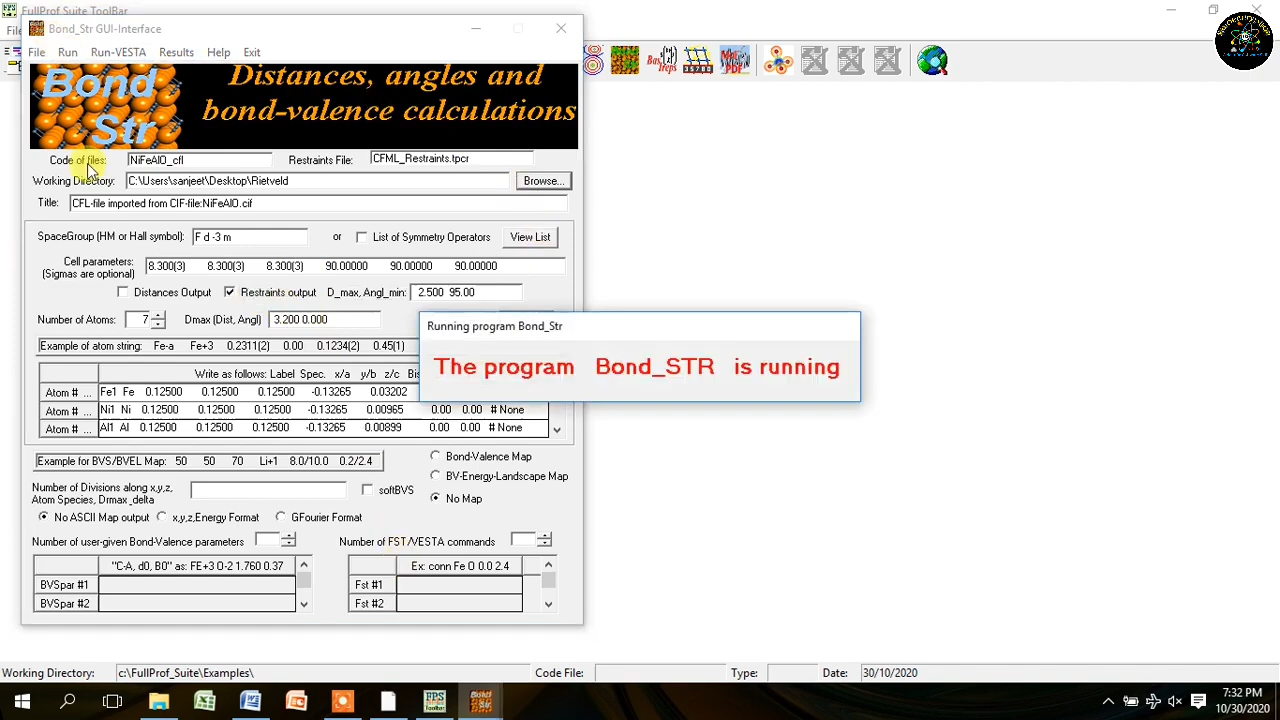 FullProf Suite ToolBar
Bond_Str GUI-Interface
File Run Run-VESTA Results Help Exit
Bond Str
Distances, angles and
bond-valence calculations
Code of files: NiFeAlO_cfl Restraints File: CFML_Restraints.tpcr
Working Directory: C:\Users\sanjeet\Desktop\Rietveld Browse...
Title: CFL-file imported from CIF-file:NiFeAlO.cif
SpaceGroup (HM or Hall symbol): F d -3 m or List of Symmetry Operators View List
Cell parameters: 8.300(3) 8.300(3) 8.300(3) 90.00000 90.00000 90.00000
(Sigmas are optional)
Distances Output Restraints output D_max, Angl_min: 2.500 95.00
Number of Atoms: 7 Dmax (Dist, Angl) 3.200 0.000
Running program Bond_Str
The program Bond_STR is running
Example of atom string: Fe-a Fe+3 0.2311(2) 0.00 0.1234(2) 0.45(1)
Write as follows: Label Spec. x/a y/b z/c
Atom # ... Fe1 Fe 0.12500 0.12500 -0.13265 0.03202
Atom # ... Ni1 Ni 0.12500 0.12500 -0.13265 0.00965 0.00 0.00 # None
Atom # ... Al1 Al 0.12500 0.12500 -0.13265 0.00899 0.00 0.00 # None
Example for BVS/BVEL Map: 50 50 70 Li+1 8.0/10.0 0.2/2.4
Bond-Valence Map
BV-Energy-Landscape Map
No Map
Number of Divisions along x,y,z,
Atom Species, Drmax_delta
softBVS
No ASCII Map output x,y,z,Energy Format GFourier Format
Number of user-given Bond-Valence parameters Number of FST/VESTA commands
"C-A, d0, B0" as: FE+3 O-2 1.760 0.37 Ex: conn Fe O 0.0 2.4
BVSpar #1 Fst #1
BVSpar #2 Fst #2
Working Directory: c:\FullProf_Suite\Examples\ Code File: Type: Date: 30/10/2020
7:32 PM
10/30/2020